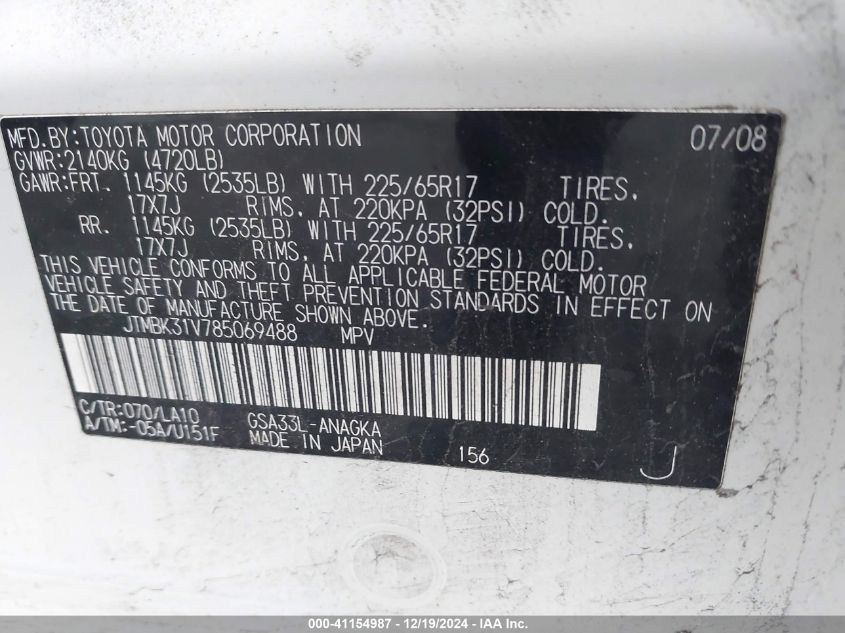 MFD.BY:TOYOTA MOTOR CORPORATION 07/08
GVWR:2140KG (4720LB)
GAWR:FRT. 1145KG (2535LB) WITH 225/65R17 TIRES,
17X7J RIMS, AT 220KPA (32PSI) COLD.
RR. 1145KG (2535LB) WITH 225/65R17 TIRES,
17X7J RIMS, AT 220KPA (32PSI) COLD.
THIS VEHICLE CONFORMS TO ALL APPLICABLE FEDERAL MOTOR
VEHICLE SAFETY AND THEFT PREVENTION STANDARDS IN EFFECT ON
THE DATE OF MANUFACTURE SHOWN ABOVE.
JTMBK31V785069488 MPV
C/TR:070/LA10 GSA33L-ANAGKA
A/TM:-05A/U151F MADE IN JAPAN 156 J
000-41154987 - 12/19/2024 - IAA Inc.